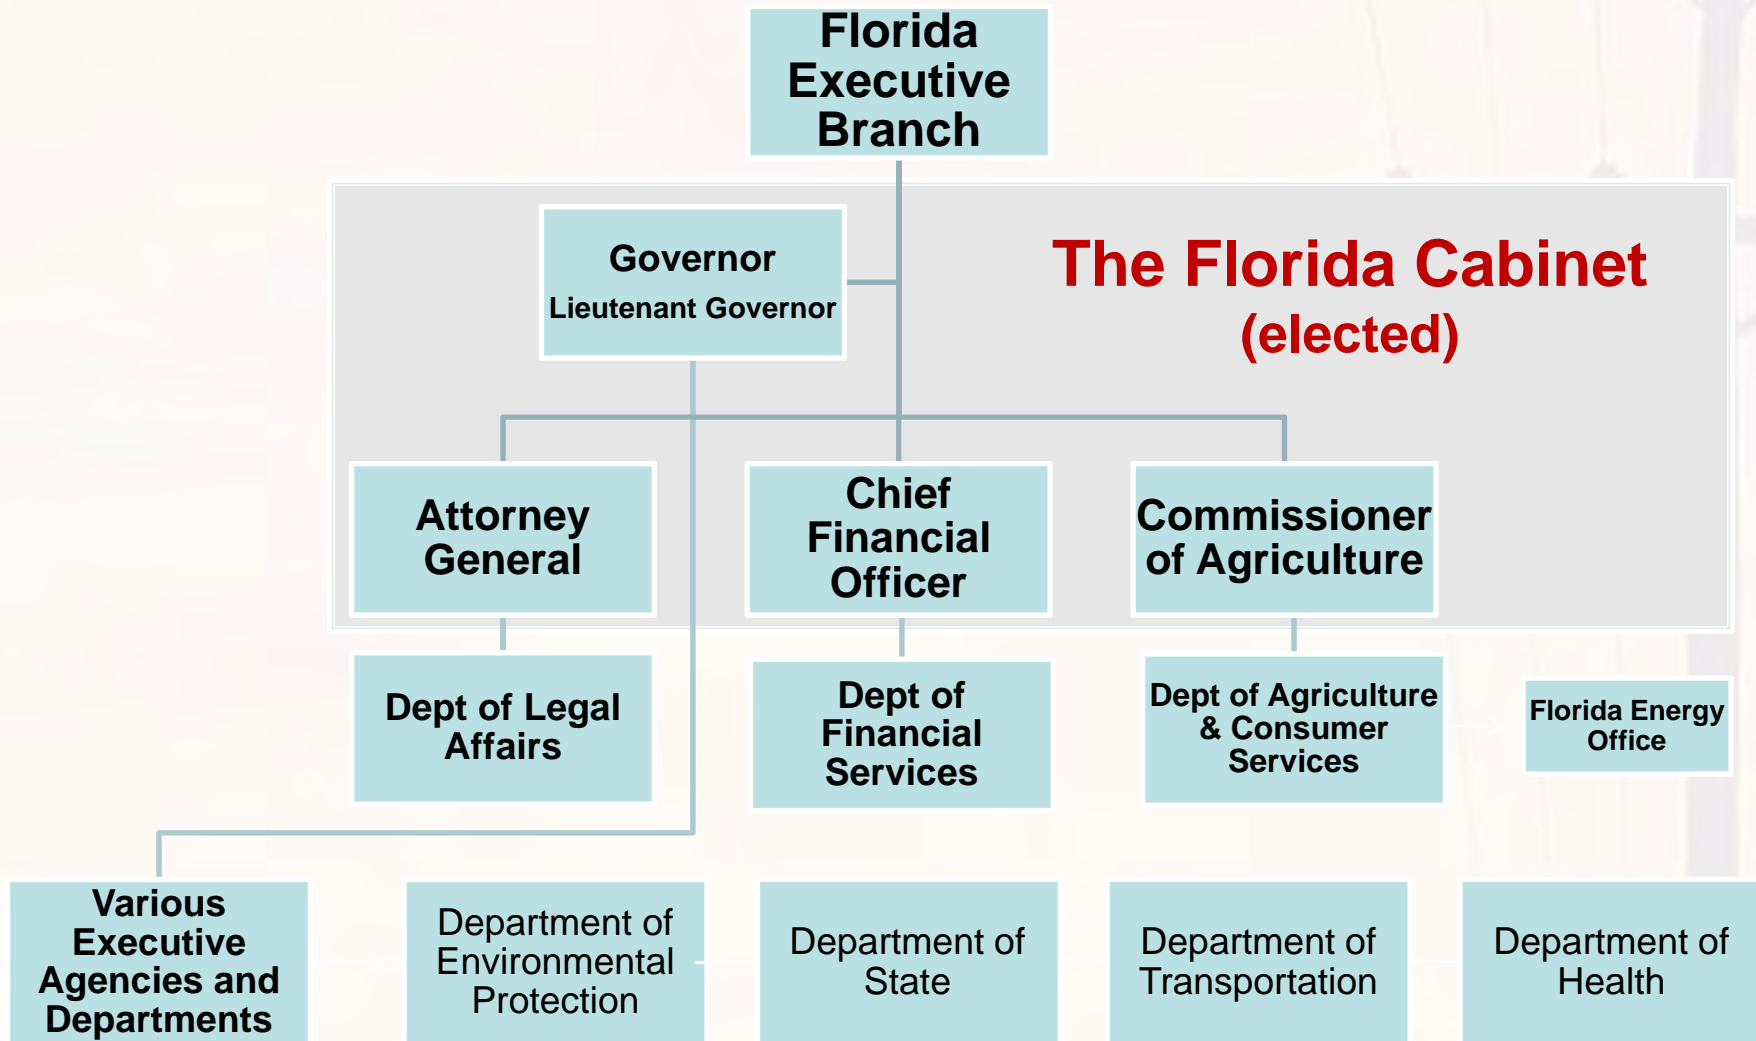 Florida
Executive
Branch
Governor
Lieutenant Governor
The Florida Cabinet
(elected)
Attorney
General
Chief
Financial
Officer
Commissioner
of Agriculture
Dept of Legal
Affairs
Dept of
Financial
Services
Dept of Agriculture
& Consumer
Services
Florida Energy
Office
Various
Executive
Agencies and
Departments
Department of
Environmental
Protection
Department of
State
Department of
Transportation
Department of
Health